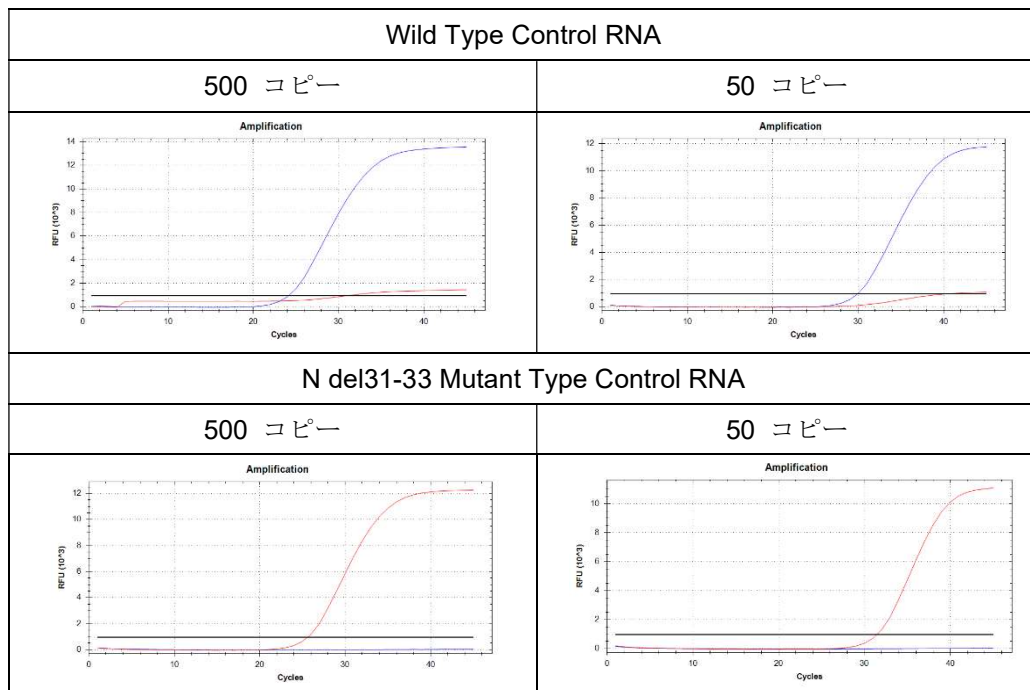 Wild Type Control RNA
500 コピー
50 コピー
Amplification
14
12
10
8
6
4
2
0
RFU (10^3)
0
10
20
30
40
Cycles
Amplification
12
10
8
6
4
2
0
RFU (10^3)
0
10
20
30
40
Cycles
N del31-33 Mutant Type Control RNA
500 コピー
50 コピー
Amplification
12
10
8
6
4
2
0
RFU (10^3)
0
10
20
30
40
Cycles
Amplification
10
8
6
4
2
0
RFU (10^3)
0
10
20
30
40
Cycles